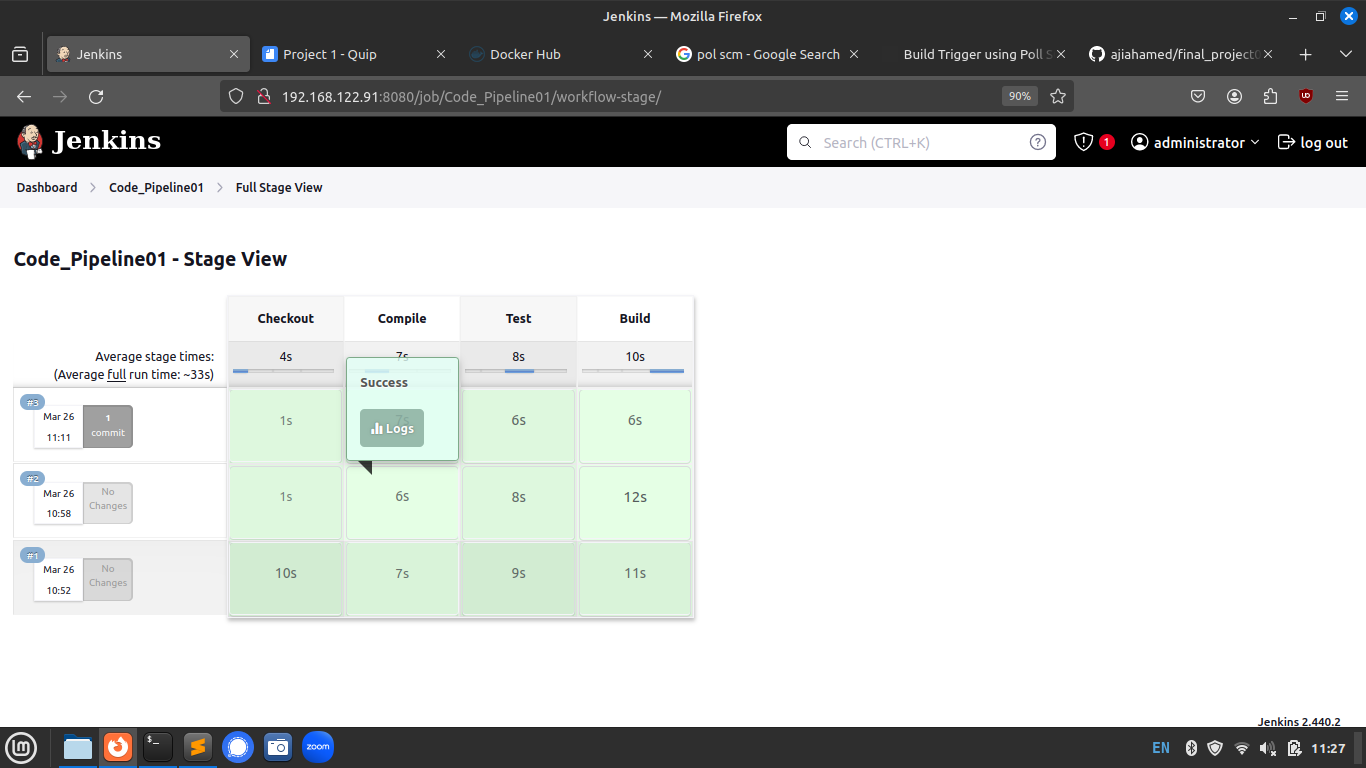 Jenkins — Mozilla Firefox
Jenkins
Project 1 - Quip
Docker Hub
pol scm - Google Search
Build Trigger using Poll S
ajiahamed/final_project0
192.168.122.91:8080/job/Code_Pipeline01/workflow-stage/
90%
Jenkins
Search (CTRL+K)
1
administrator
log out
Dashboard
Code_Pipeline01
Full Stage View
Code_Pipeline01 - Stage View
Checkout
Compile
Test
Build
Average stage times:
(Average full run time: ~33s)
4s
7s
8s
10s
#3
Mar 26
11:11
1
commit
1s
Success
7s
Logs
6s
6s
#2
Mar 26
10:58
No
Changes
1s
6s
8s
12s
#1
Mar 26
10:52
No
Changes
10s
7s
9s
11s
Jenkins 2.440.2
zoom
EN
11:27